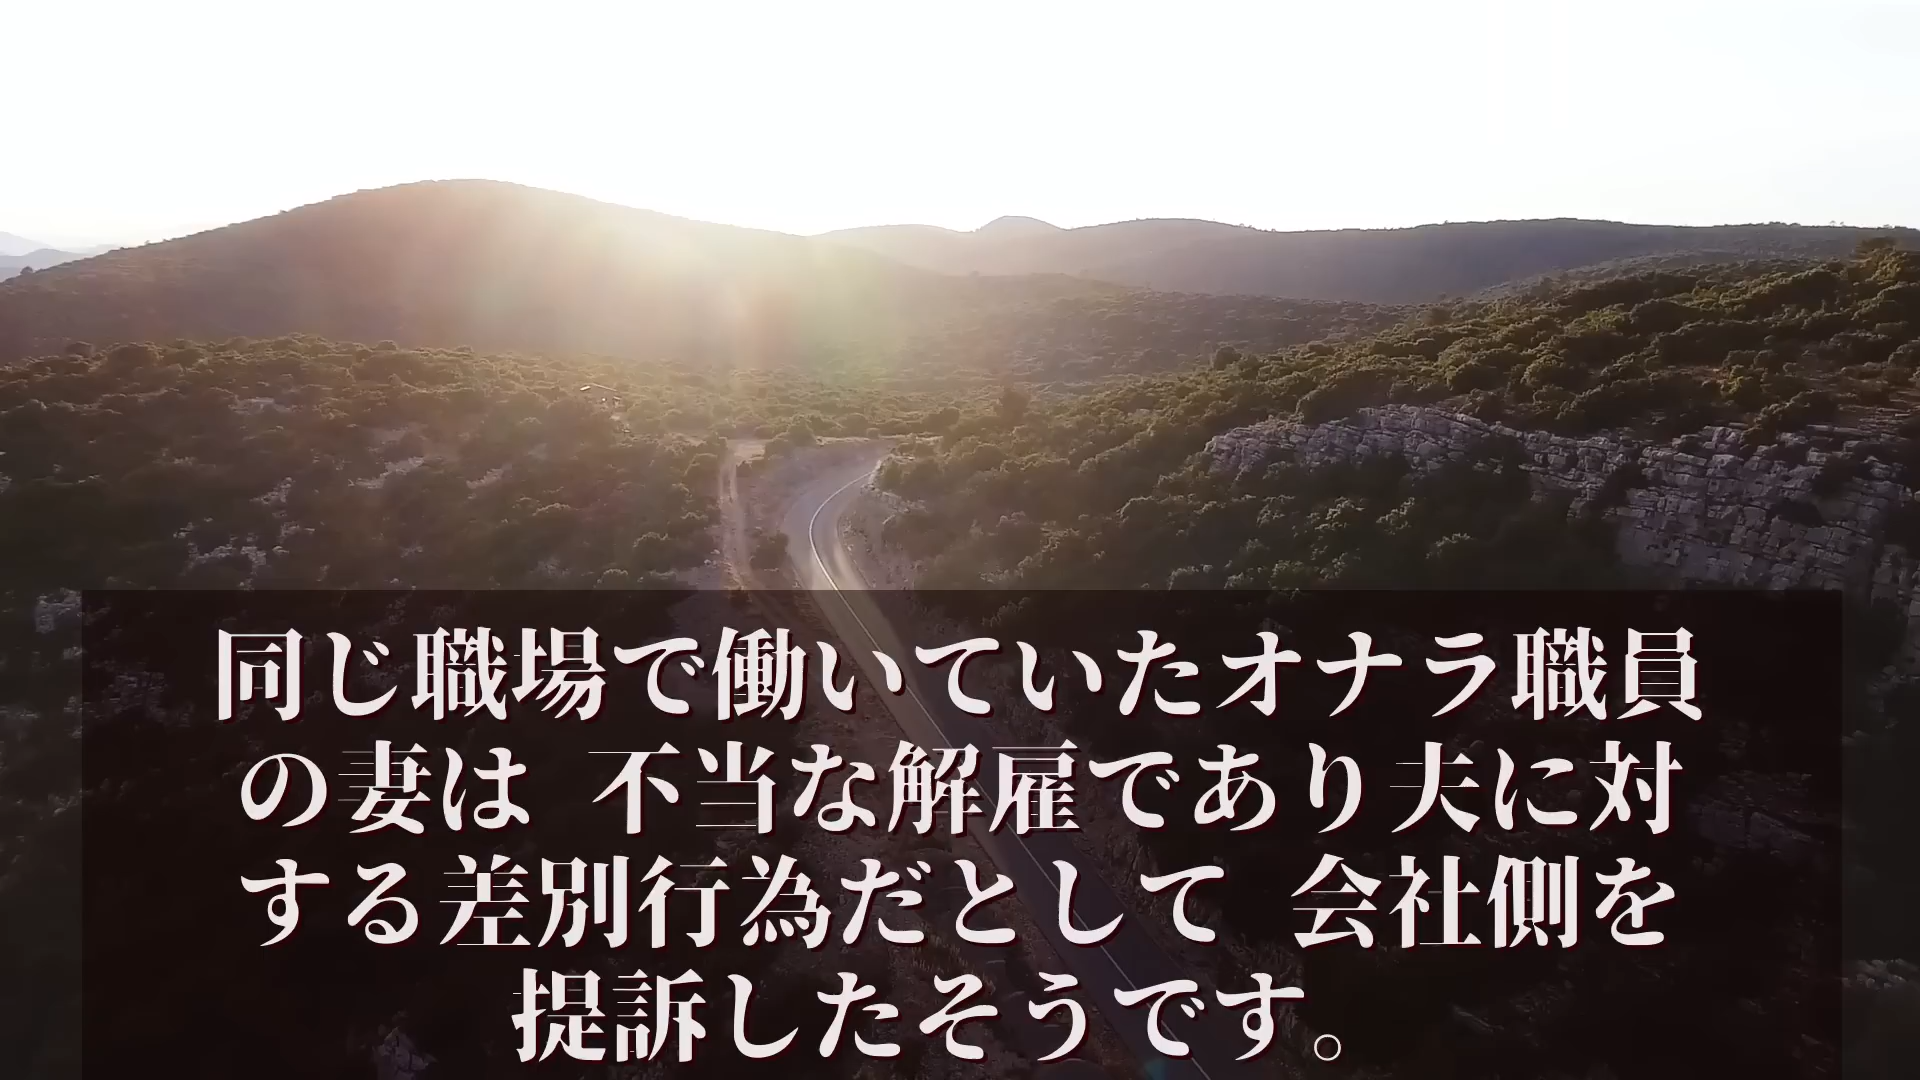 同じ職場で働いていたオナラ職員
の妻は 不当な解雇であり夫に対
する差別行為だとして 会社側を
提訴したそうです。